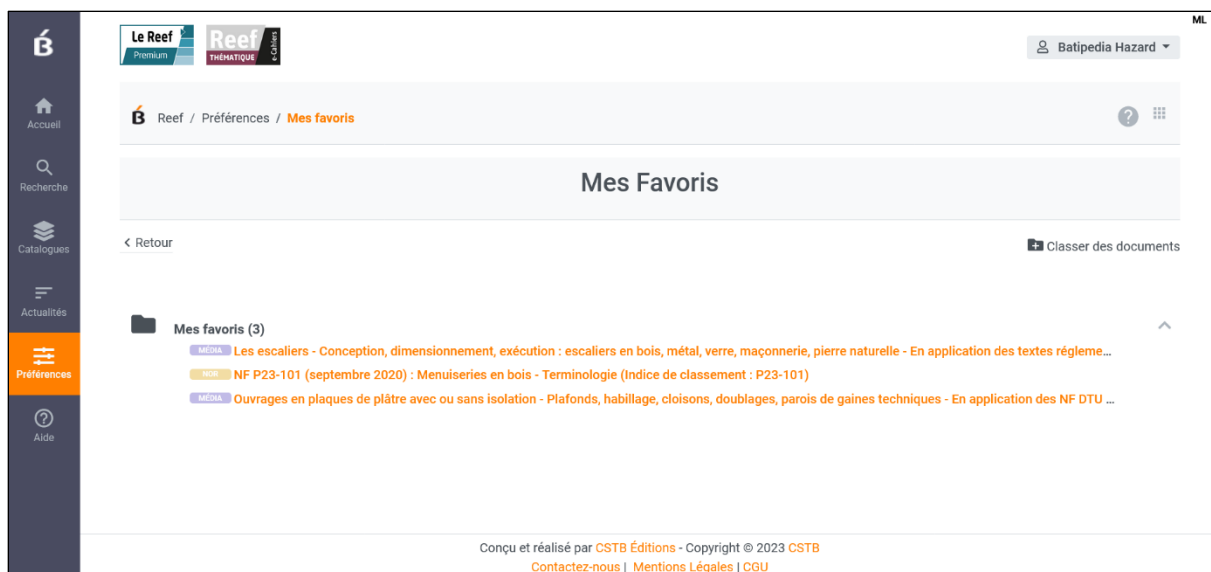 ML
Ɓ́
Le Reef
Premium
Reef
THÉMATIQUE
e-Cahiers
Batipedia Hazard
Accueil
Recherche
Catalogues
Actualités
Préférences
Aide
Reef / Préférences / Mes favoris
?
Mes Favoris
< Retour
Classer des documents
Mes favoris (3)
MÉDIA Les escaliers - Conception, dimensionnement, exécution : escaliers en bois, métal, verre, maçonnerie, pierre naturelle - En application des textes régleme...
NOR NF P23-101 (septembre 2020) : Menuiseries en bois - Terminologie (Indice de classement : P23-101)
MÉDIA Ouvrages en plaques de plâtre avec ou sans isolation - Plafonds, habillage, cloisons, doublages, parois de gaines techniques - En application des NF DTU ...
Conçu et réalisé par CSTB Éditions - Copyright © 2023 CSTB
Contactez-nous | Mentions Légales | CGU